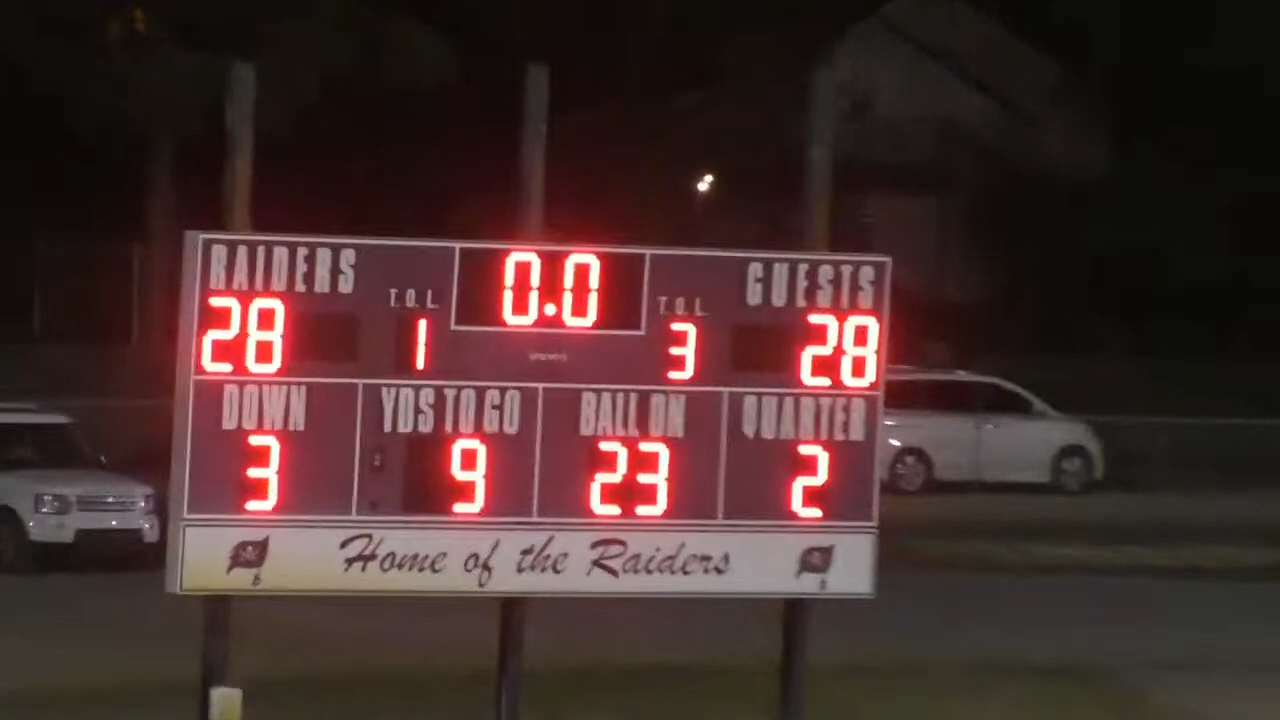 RAIDERS 0.0 GUESTS
T.O.L. T.O.L.
28 1 3 28
DOWN YDS TO GO BALL ON QUARTER
3 9 23 2
Home of the Raiders